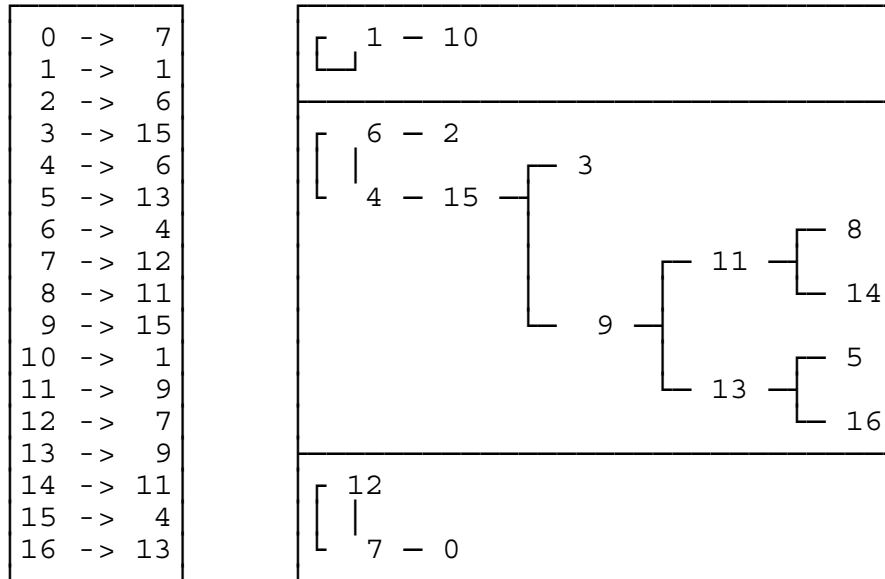 0 -> 7
1 -> 1
2 -> 6
3 -> 15
4 -> 6
5 -> 13
6 -> 4
7 -> 12
8 -> 11
9 -> 15
10 -> 1
11 -> 9
12 -> 7
13 -> 9
14 -> 11
15 -> 4
16 -> 13
1 — 10
6 — 2
3
4 — 15
8
11
14
9
5
13
16
12
7 — 0